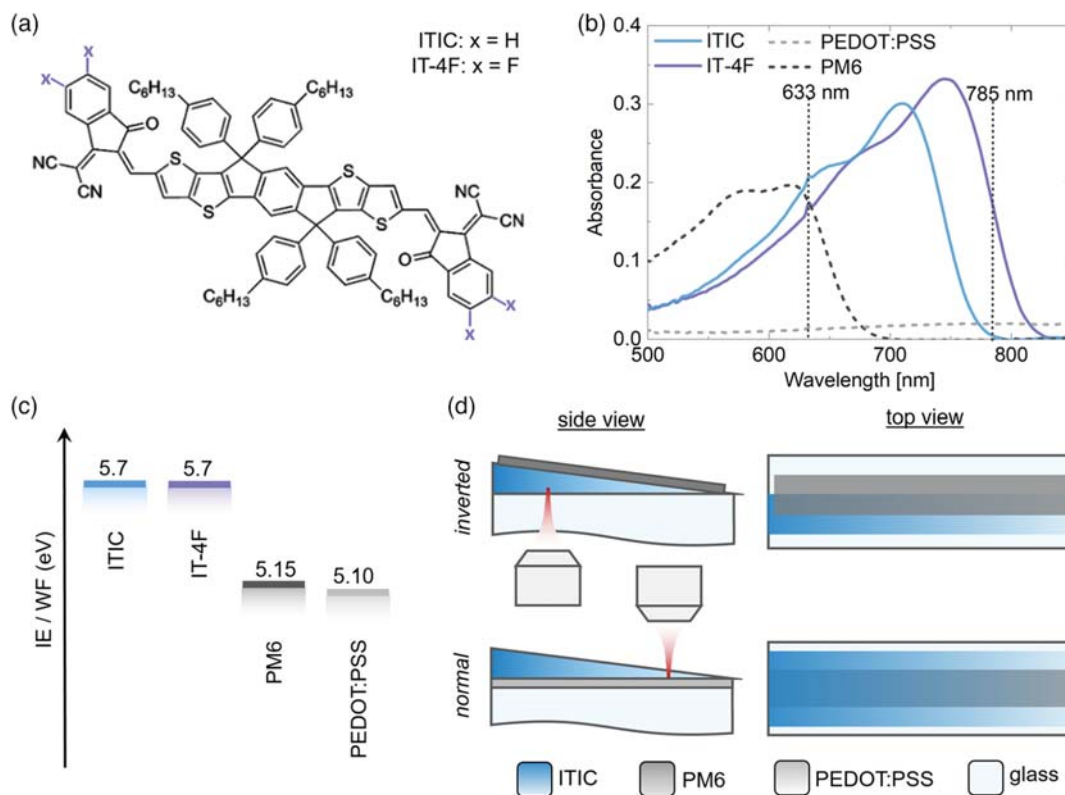 (a)
ITIC: x = H
IT-4F: x = F
X
X
C₆H₁₃
C₆H₁₃
O
NC
CN
S
S
S
S
CN
CN
O
C₆H₁₃
C₆H₁₃
X
X
(b)
0.4
0.3
0.2
0.1
0.0
Absorbance
ITIC
IT-4F
PEDOT:PSS
PM6
633 nm
785 nm
500
600
700
800
Wavelength [nm]
(c)
IE / WF (eV)
5.7
5.7
5.15
5.10
ITIC
IT-4F
PM6
PEDOT:PSS
(d)
side view
top view
inverted
normal
ITIC
PM6
PEDOT:PSS
glass